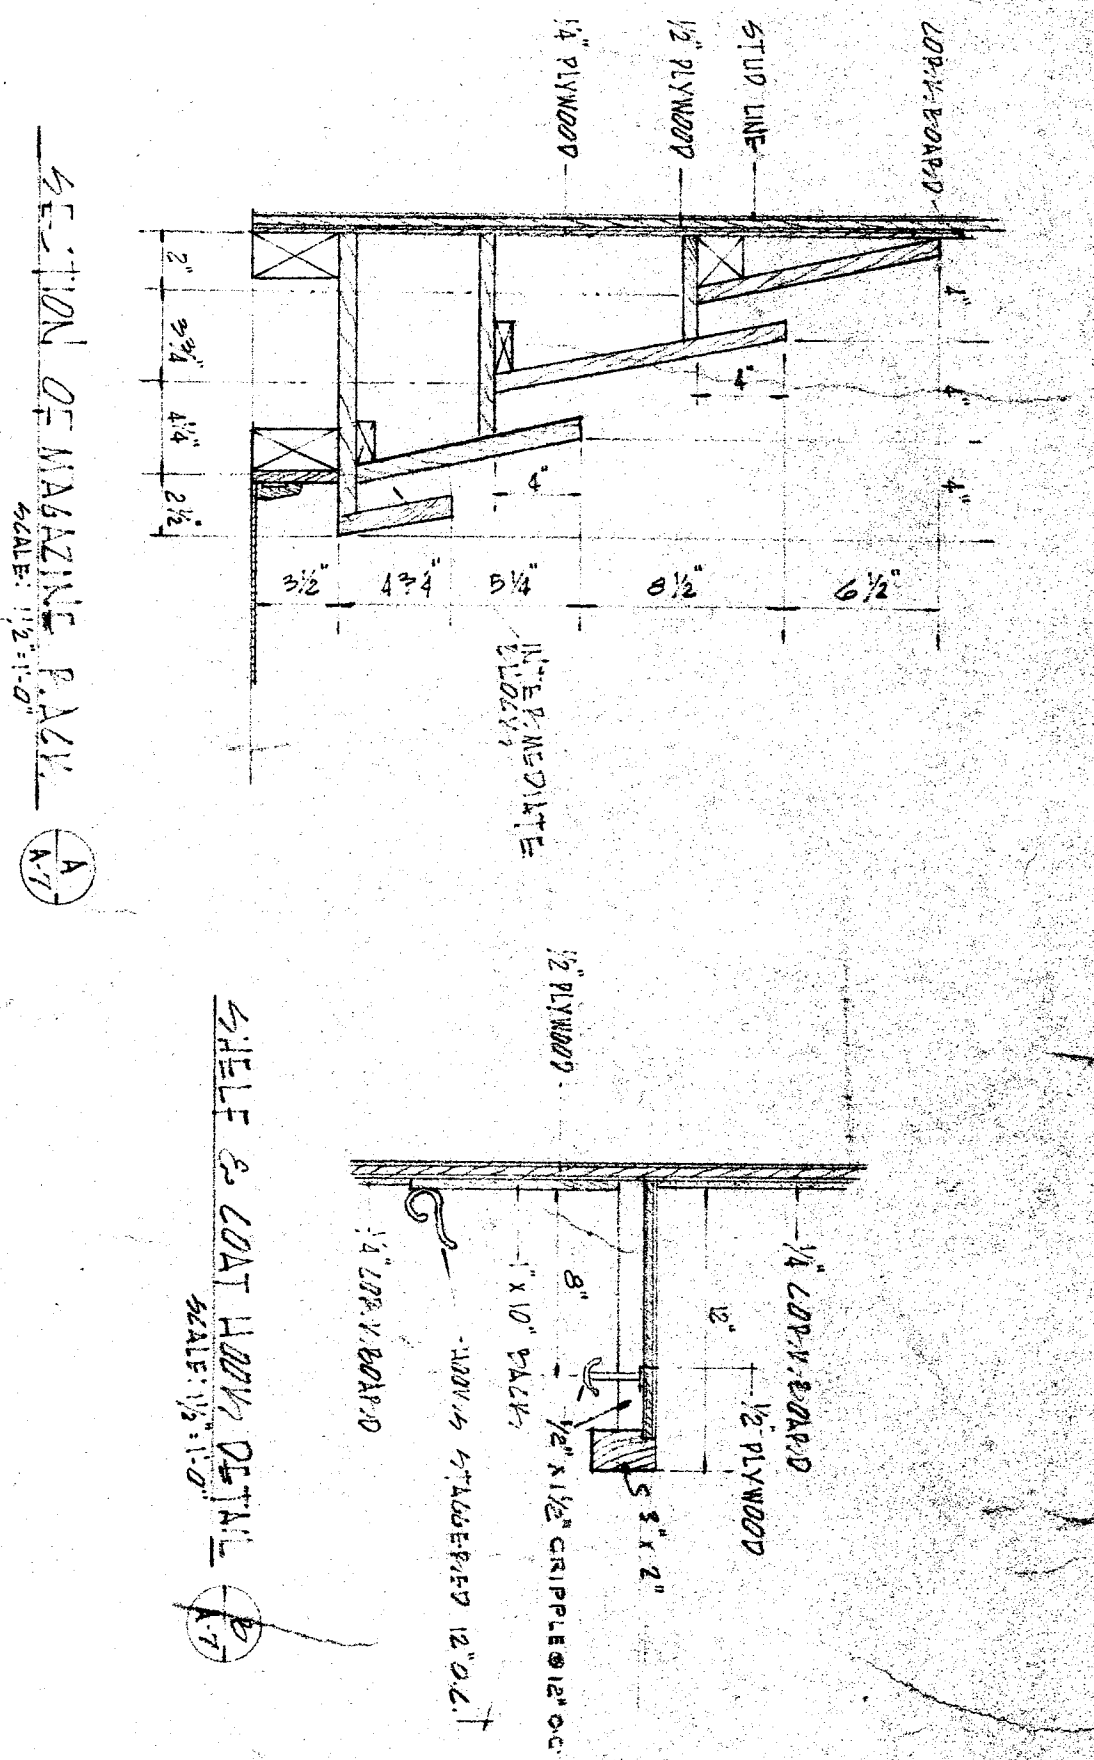 CORK BOARD
STUD LINE
1/2" PLYWOOD
1/4" PLYWOOD
4"
4"
4"
4"
4"
6 1/2"
8 1/2"
5 1/4"
4 3/4"
3 1/2"
2"
3 3/4"
4 1/4"
2 1/2"
INTERMEDIATE
BLOCK'G
SECTION OF MAGAZINE RACK
SCALE: 1 1/2" = 1'-0"
A
A-7
1/4" CORK BOARD
1/2" PLYWOOD
12"
3" x 2"
1/2" PLYWOOD
8"
1/2" x 1 1/2" CRIPPLE @ 12" O.C.
1" x 10" BACK'G
HOOKS STAGGERED 12" O.C.
1/4" CORK BOARD
SHELF & COAT HOOK DETAIL
SCALE: 1 1/2" = 1'-0"
B
A-7